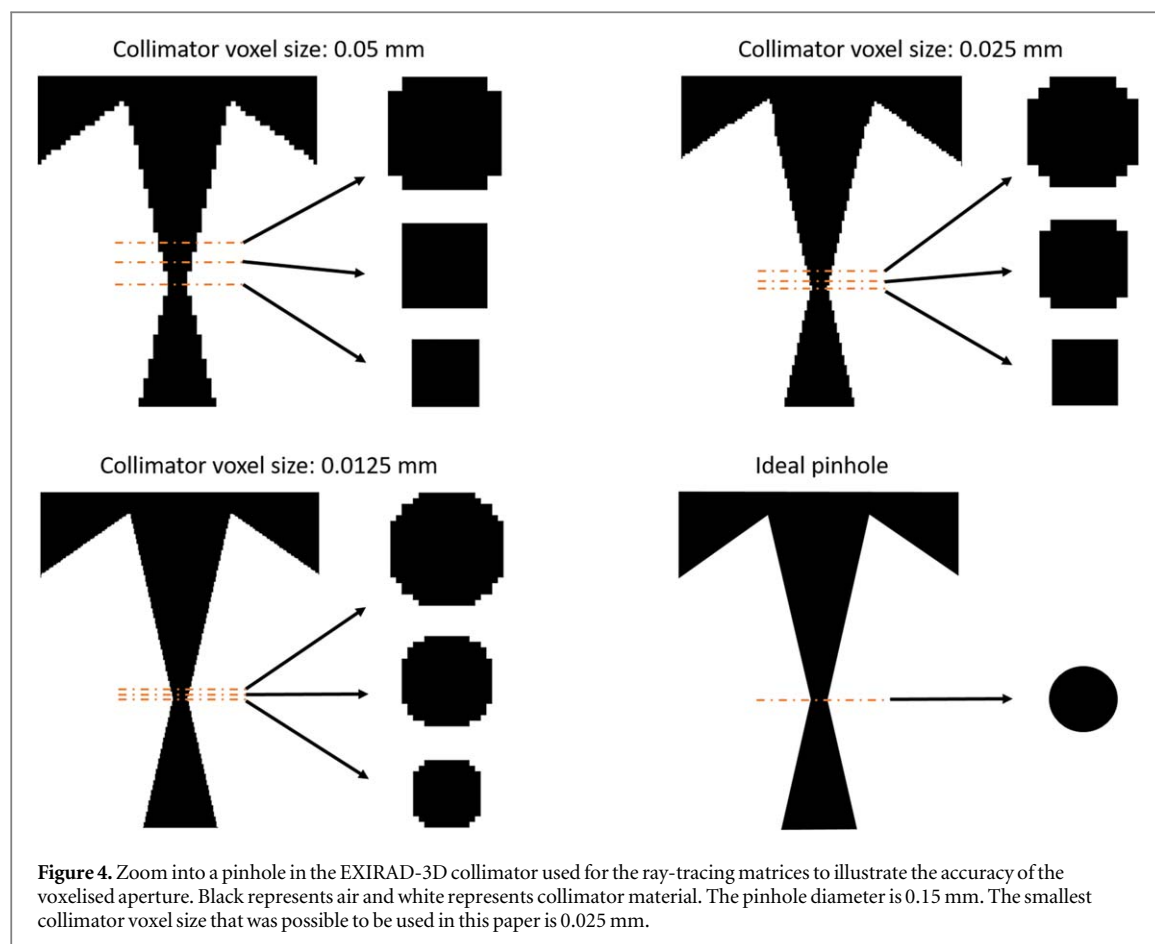 Collimator voxel size: 0.05 mm
Collimator voxel size: 0.025 mm
Collimator voxel size: 0.0125 mm
Ideal pinhole
Figure 4. Zoom into a pinhole in the EXIRAD-3D collimator used for the ray-tracing matrices to illustrate the accuracy of the
voxelised aperture. Black represents air and white represents collimator material. The pinhole diameter is 0.15 mm. The smallest
collimator voxel size that was possible to be used in this paper is 0.025 mm.